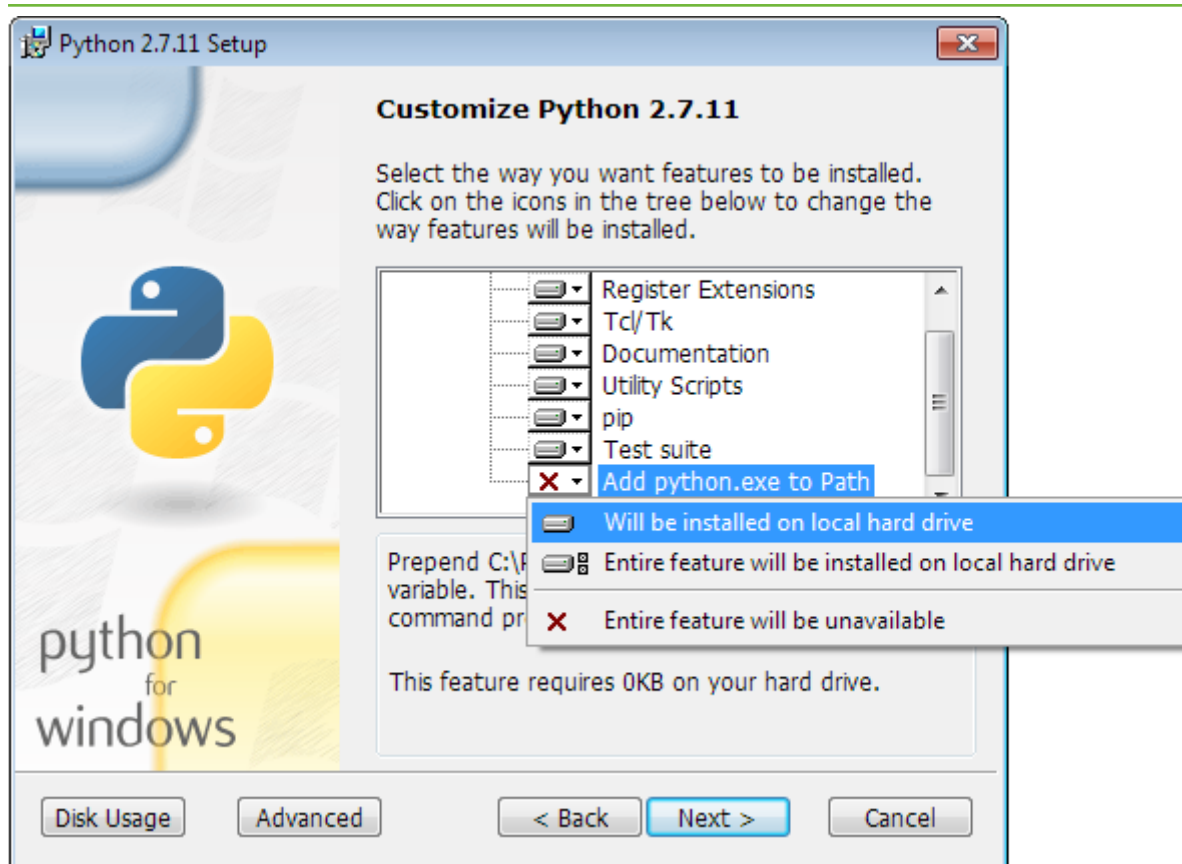 Python 2.7.11 Setup
Customize Python 2.7.11
Select the way you want features to be installed.
Click on the icons in the tree below to change the
way features will be installed.
Register Extensions
Tcl/Tk
Documentation
Utility Scripts
pip
Test suite
Add python.exe to Path
Will be installed on local hard drive
Entire feature will be installed on local hard drive
Entire feature will be unavailable
Prepend C:\
variable. This
command
This feature requires 0KB on your hard drive.
python
for
windows
Disk Usage
Advanced
< Back
Next >
Cancel